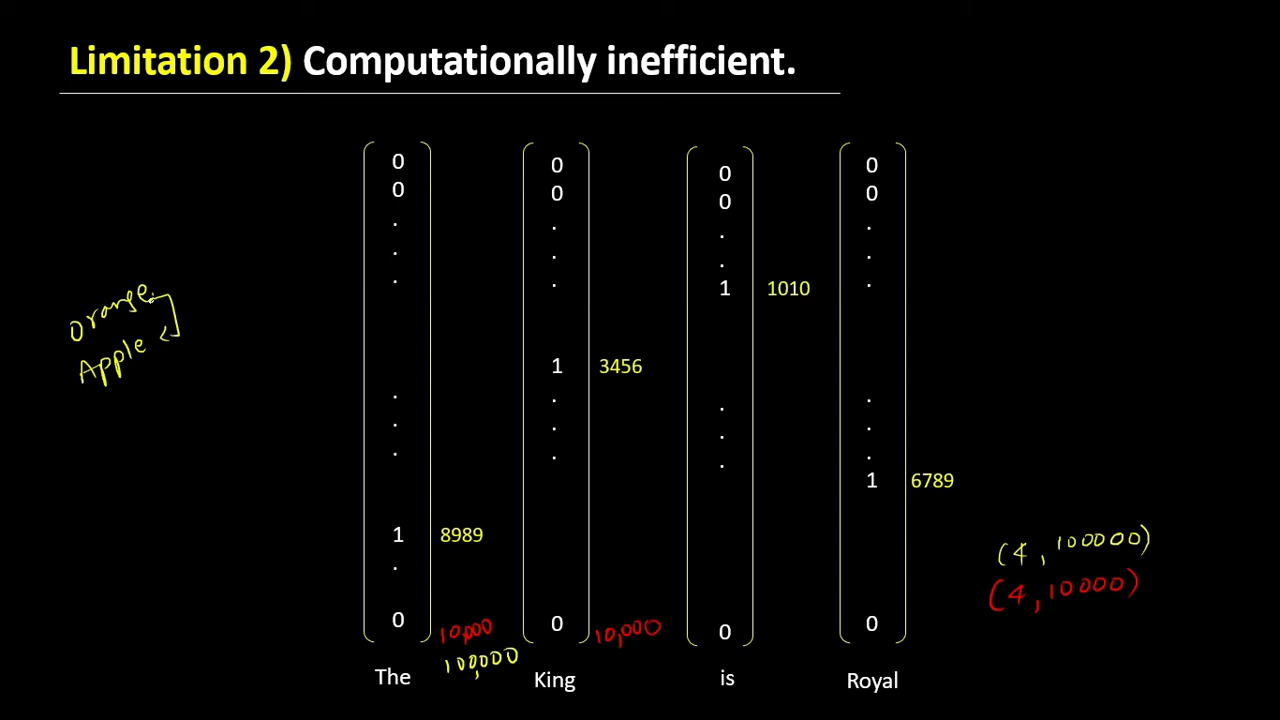 Limitation 2) Computationally inefficient.
0 0 0 0
0 0 0 0
. . . .
. . . .
. . 1 1010 .
Orange
Apple
1 3456
. . . .
. . . .
. . . .
1 6789
1 8989
.
(4, 100000)
(4, 10000)
0 0 0 0
10,000 10,000
100,000
The King is Royal